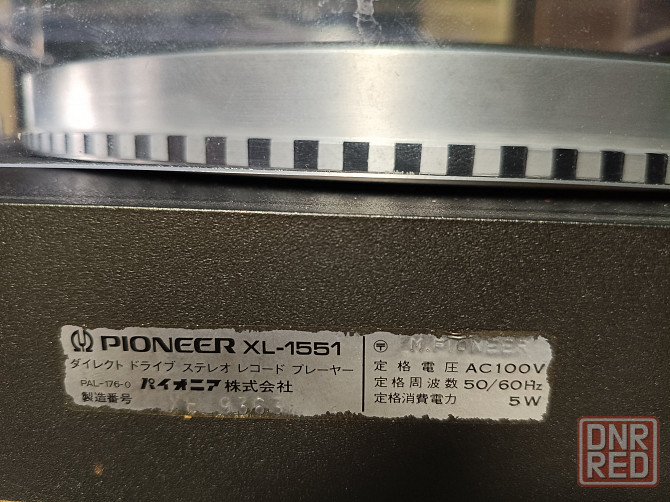 PIONEER XL-1551
ダイレクト ドライブ ステレオ レコード プレーヤー
PAL-176-0 パイオニア株式会社
製造番号
〒 PIONEER
定格電圧 AC100V
定格周波数 50/60Hz
定格消費電力 5W
DNR
RED